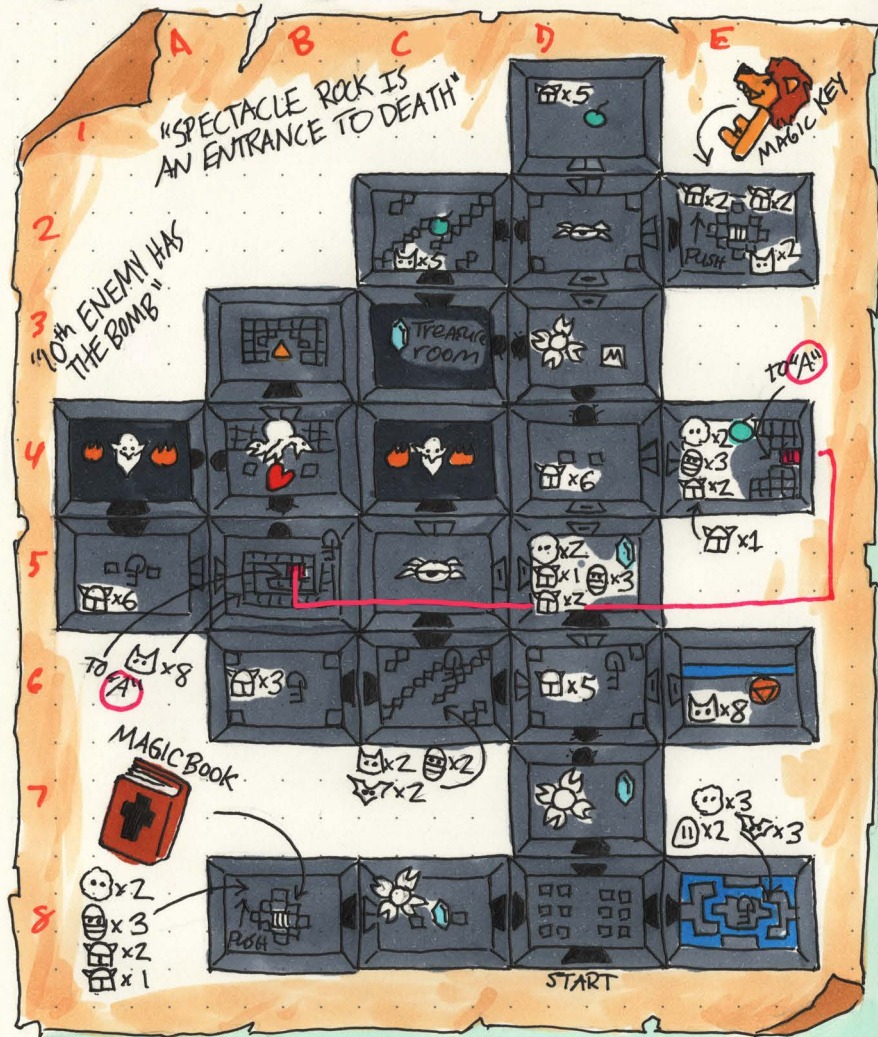 A B C D E
1
"SPECTACLE ROCK IS
AN ENTRANCE TO DEATH"
x5
MAGIC KEY
2
x5
x2 x2
PUSH
x2
"10th ENEMY HAS
THE BOMB"
3
Treasure
room
M
to "A"
4
x6
x2
x3
x2
x1
5
x6
x2
x1 x3
x2
TO
"A"
x8
6
x3
x5
x8
MAGIC BOOK
7
x2 x2
x2
x3
x2 x3
8
x2
x3
x2
x1
PUSH
START